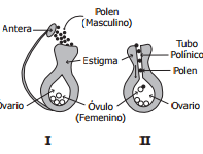 Polen
(Masculino)
Antera
Tubo
Polínico
Estigma
Polen
Ovario
Óvulo
(Femenino)
Ovario
I
II